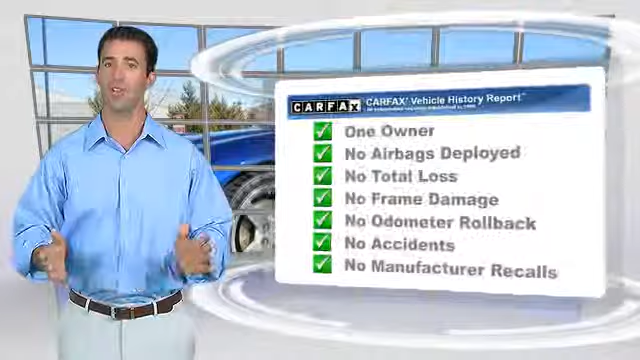 CARFAX CARFAX Vehicle History Report™
One Owner
No Airbags Deployed
No Total Loss
No Frame Damage
No Odometer Rollback
No Accidents
No Manufacturer Recalls